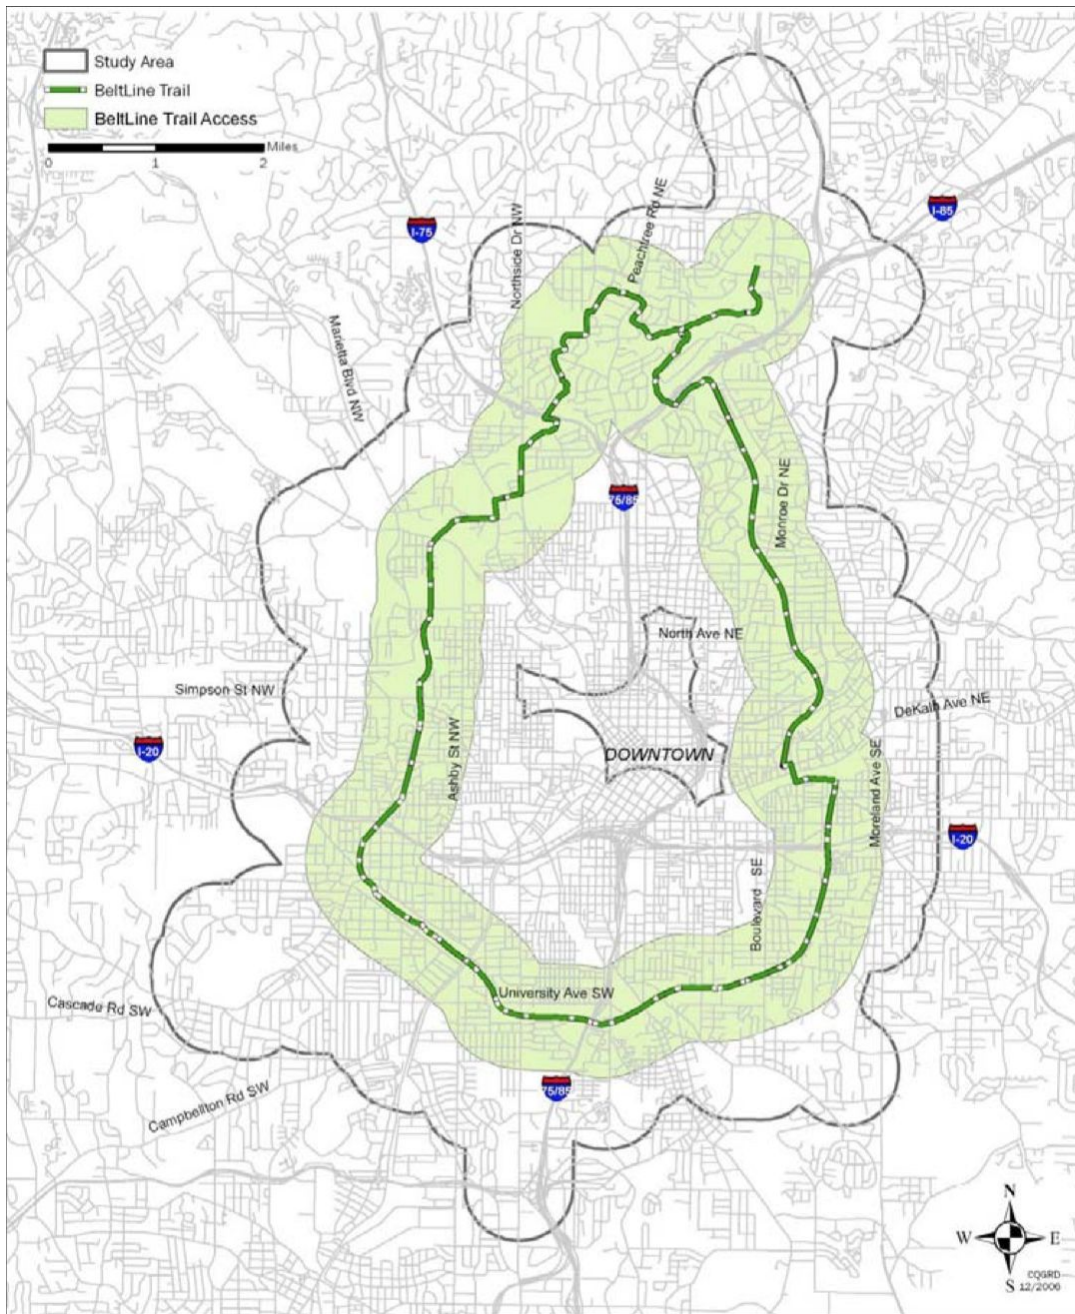 Study Area
BeltLine Trail
BeltLine Trail Access
Miles
0 1 2
I-75
I-85
Northside Dr NW
Peachtree Rd NE
Marietta Blvd NW
75/85
Monroe Dr NE
North Ave NE
Simpson St NW
DeKalb Ave NE
I-20
DOWNTOWN
Ashby St NW
Moreland Ave SE
I-20
Boulevard SE
University Ave SW
Cascade Rd SW
75/85
Campbellton Rd SW
N
W E
S
CQGRD
12/2006